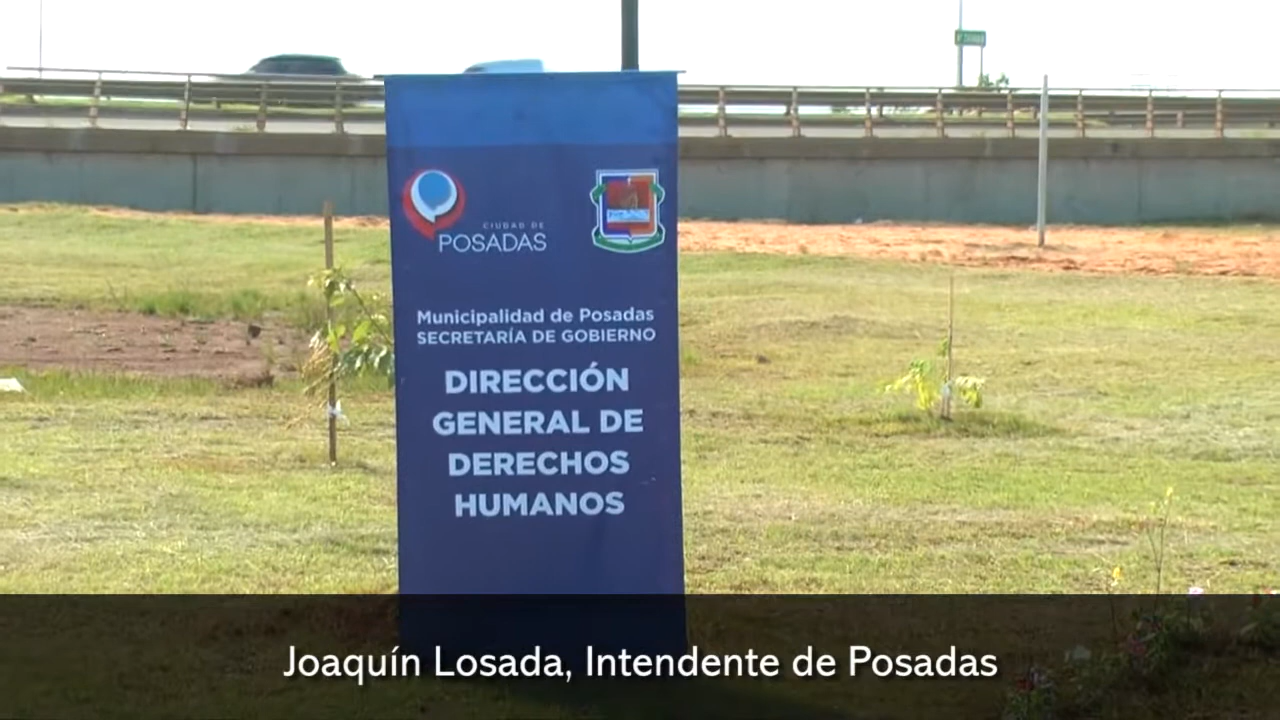 CIUDAD DE
POSADAS
Municipalidad de Posadas
SECRETARÍA DE GOBIERNO
DIRECCIÓN
GENERAL DE
DERECHOS
HUMANOS
Joaquín Losada, Intendente de Posadas